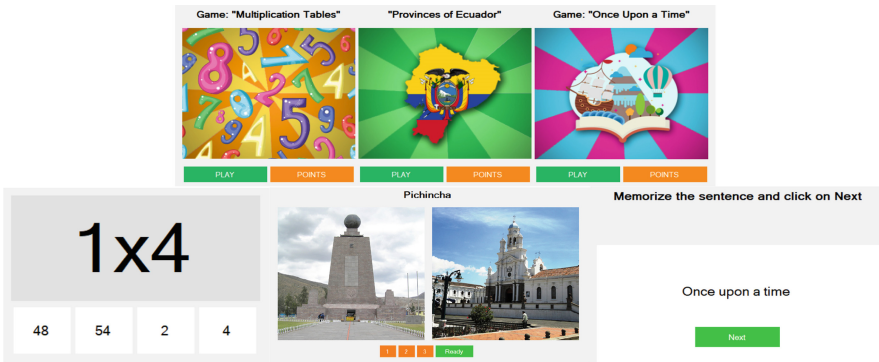 Game: "Multiplication Tables"
"Provinces of Ecuador"
Game: "Once Upon a Time"
PLAY POINTS
PLAY POINTS
PLAY POINTS
1x4
48 54 2 4
Pichincha
1 2 3 Ready
Memorize the sentence and click on Next
Once upon a time
Next